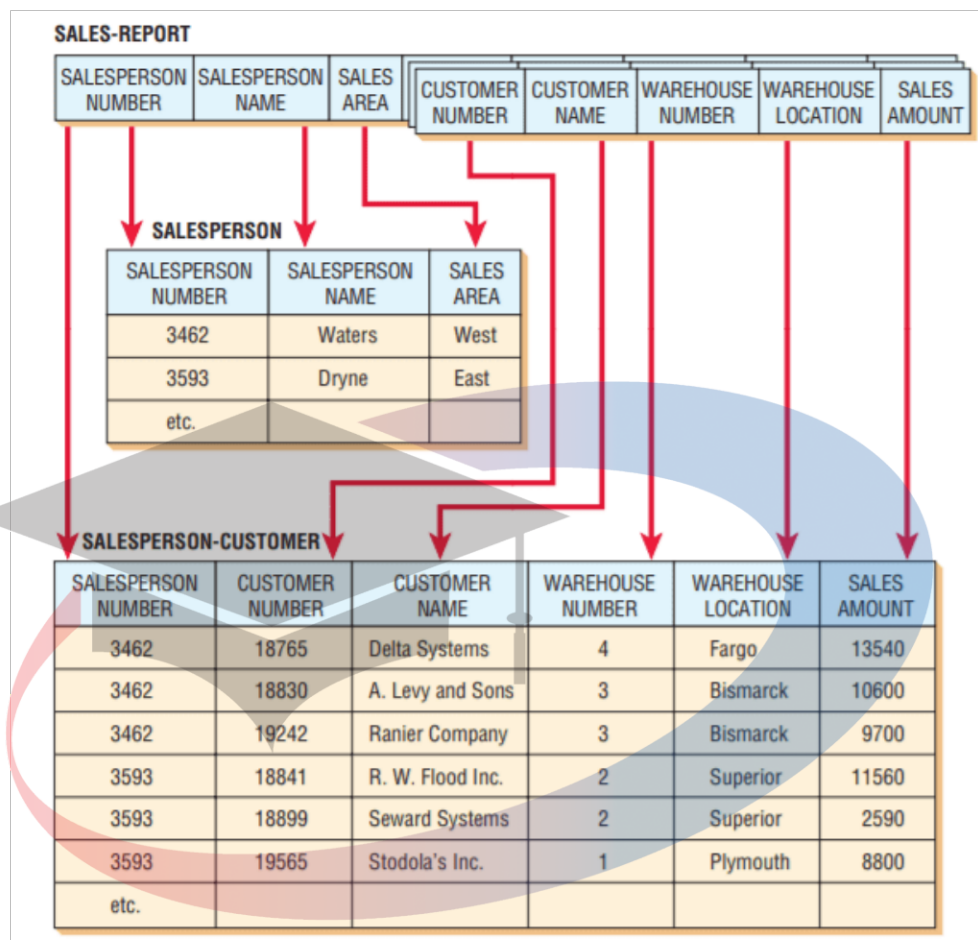 SALES-REPORT
SALESPERSON NUMBER SALESPERSON NAME SALES AREA CUSTOMER NUMBER CUSTOMER NAME WAREHOUSE NUMBER WAREHOUSE LOCATION SALES AMOUNT
SALESPERSON
SALESPERSON NUMBER SALESPERSON NAME SALES AREA
3462 Waters West
3593 Dryne East
etc.
SALESPERSON-CUSTOMER
SALESPERSON NUMBER CUSTOMER NUMBER CUSTOMER NAME WAREHOUSE NUMBER WAREHOUSE LOCATION SALES AMOUNT
3462 18765 Delta Systems 4 Fargo 13540
3462 18830 A. Levy and Sons 3 Bismarck 10600
3462 19242 Ranier Company 3 Bismarck 9700
3593 18841 R. W. Flood Inc. 2 Superior 11560
3593 18899 Seward Systems 2 Superior 2590
3593 19565 Stodola's Inc. 1 Plymouth 8800
etc.